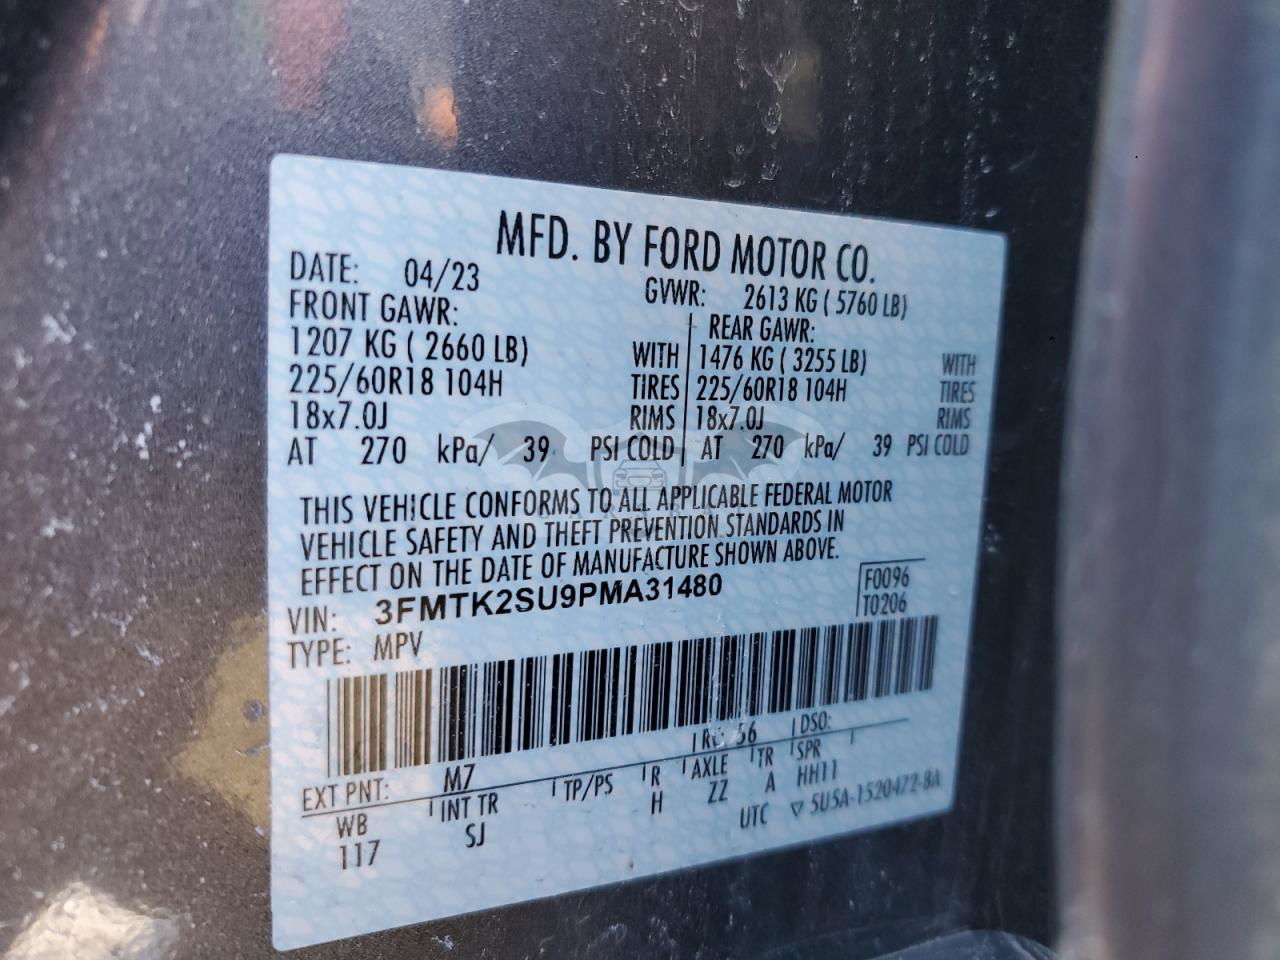 MFD. BY FORD MOTOR CO.
DATE: 04/23 GVWR: 2613 KG ( 5760 LB)
FRONT GAWR: REAR GAWR:
1207 KG ( 2660 LB) WITH 1476 KG ( 3255 LB) WITH
225/60R18 104H TIRES 225/60R18 104H TIRES
18x7.0J RIMS 18x7.0J RIMS
AT 270 kPa/ 39 PSI COLD AT 270 kPa/ 39 PSI COLD
THIS VEHICLE CONFORMS TO ALL APPLICABLE FEDERAL MOTOR
VEHICLE SAFETY AND THEFT PREVENTION STANDARDS IN
EFFECT ON THE DATE OF MANUFACTURE SHOWN ABOVE.
VIN: 3FMTK2SU9PMA31480 F0096
TYPE: MPV T0206
EXT PNT: M7 RC: 56 DSO:
WB INT TR TP/PS R AXLE TR SPR
117 SJ H ZZ A HH11
UTC ▽ 5U5A-1520472-BA